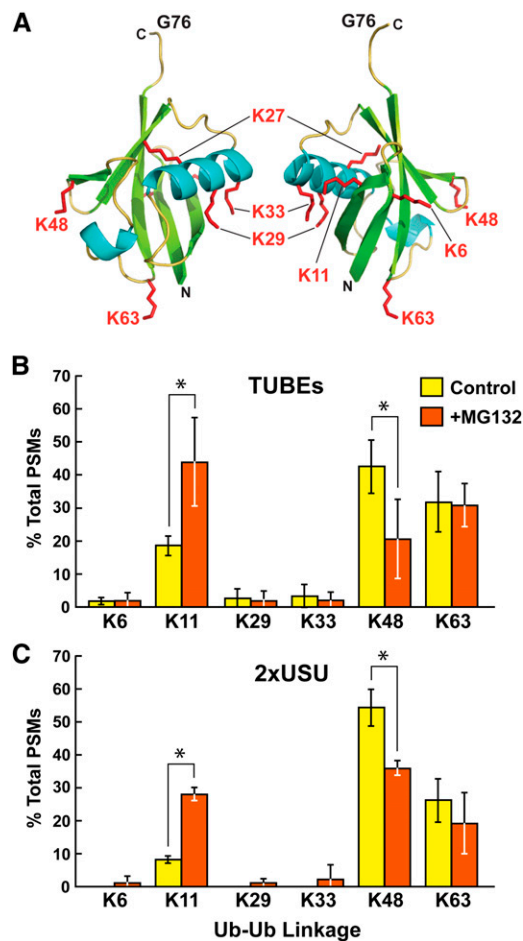 A
G76
C
C
G76
K27
K48
K33
K29
K11
K48
K6
N
N
K63
K63
B
TUBEs
Control
+MG132
*
*
% Total PSMs
70
60
50
40
30
20
10
0
K6 K11 K29 K33 K48 K63
C
2xUSU
*
*
% Total PSMs
70
60
50
40
30
20
10
0
K6 K11 K29 K33 K48 K63
Ub-Ub Linkage